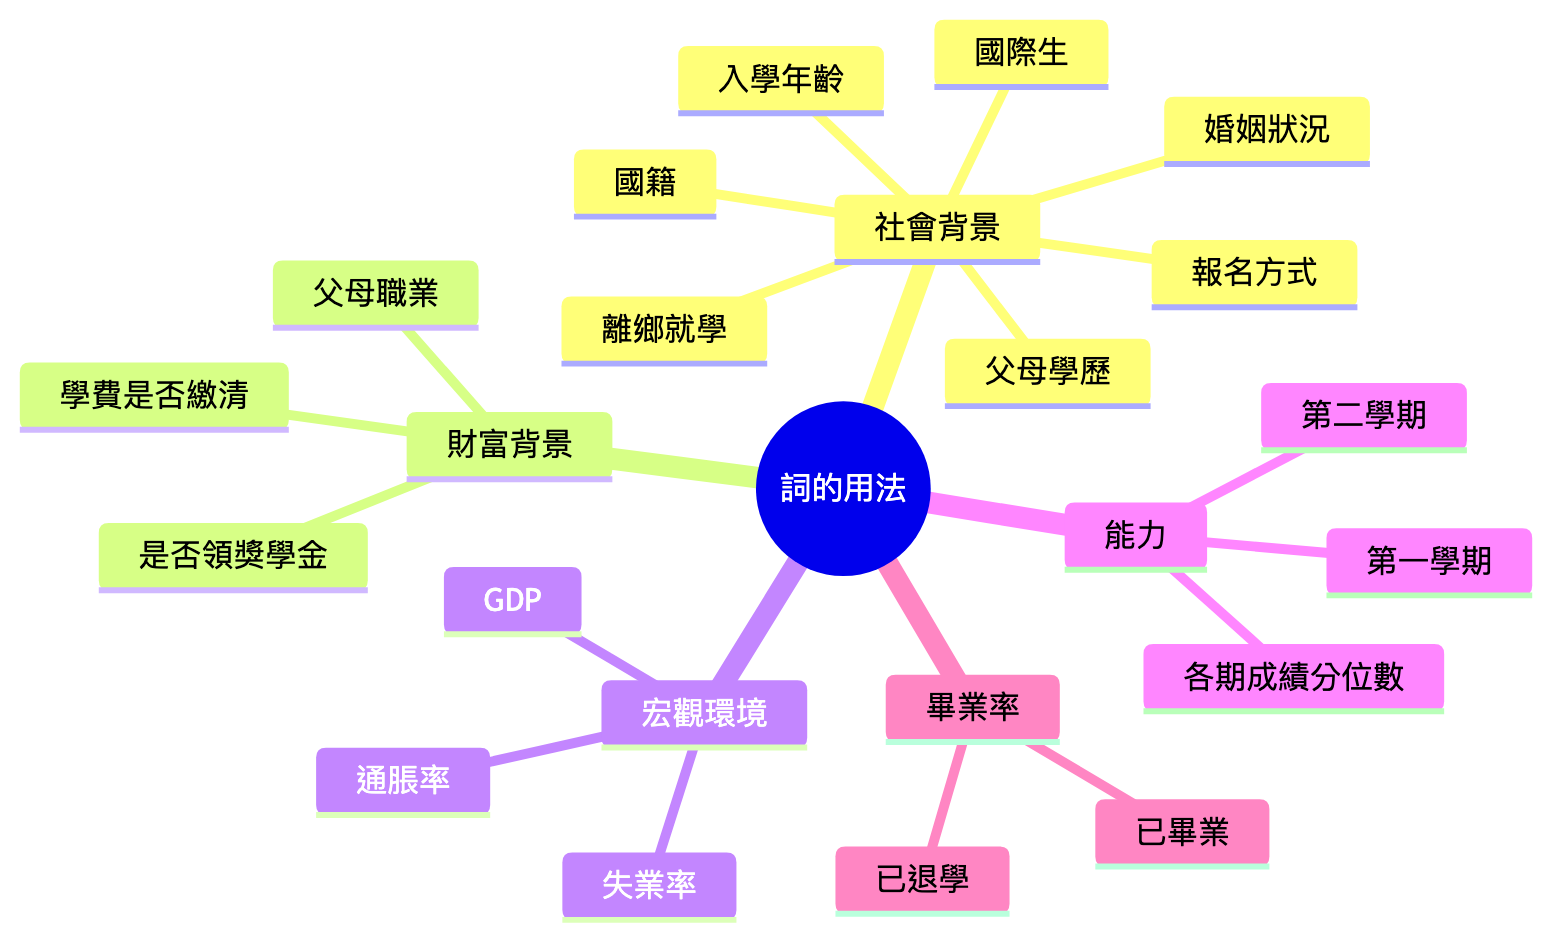 國際生
入學年齡
婚姻狀況
國籍
社會背景
報名方式
離鄉就學
父母學歷
父母職業
學費是否繳清
財富背景
是否領獎學金
詞的用法
第二學期
能力
第一學期
各期成績分位數
GDP
宏觀環境
通脹率
失業率
畢業率
已畢業
已退學